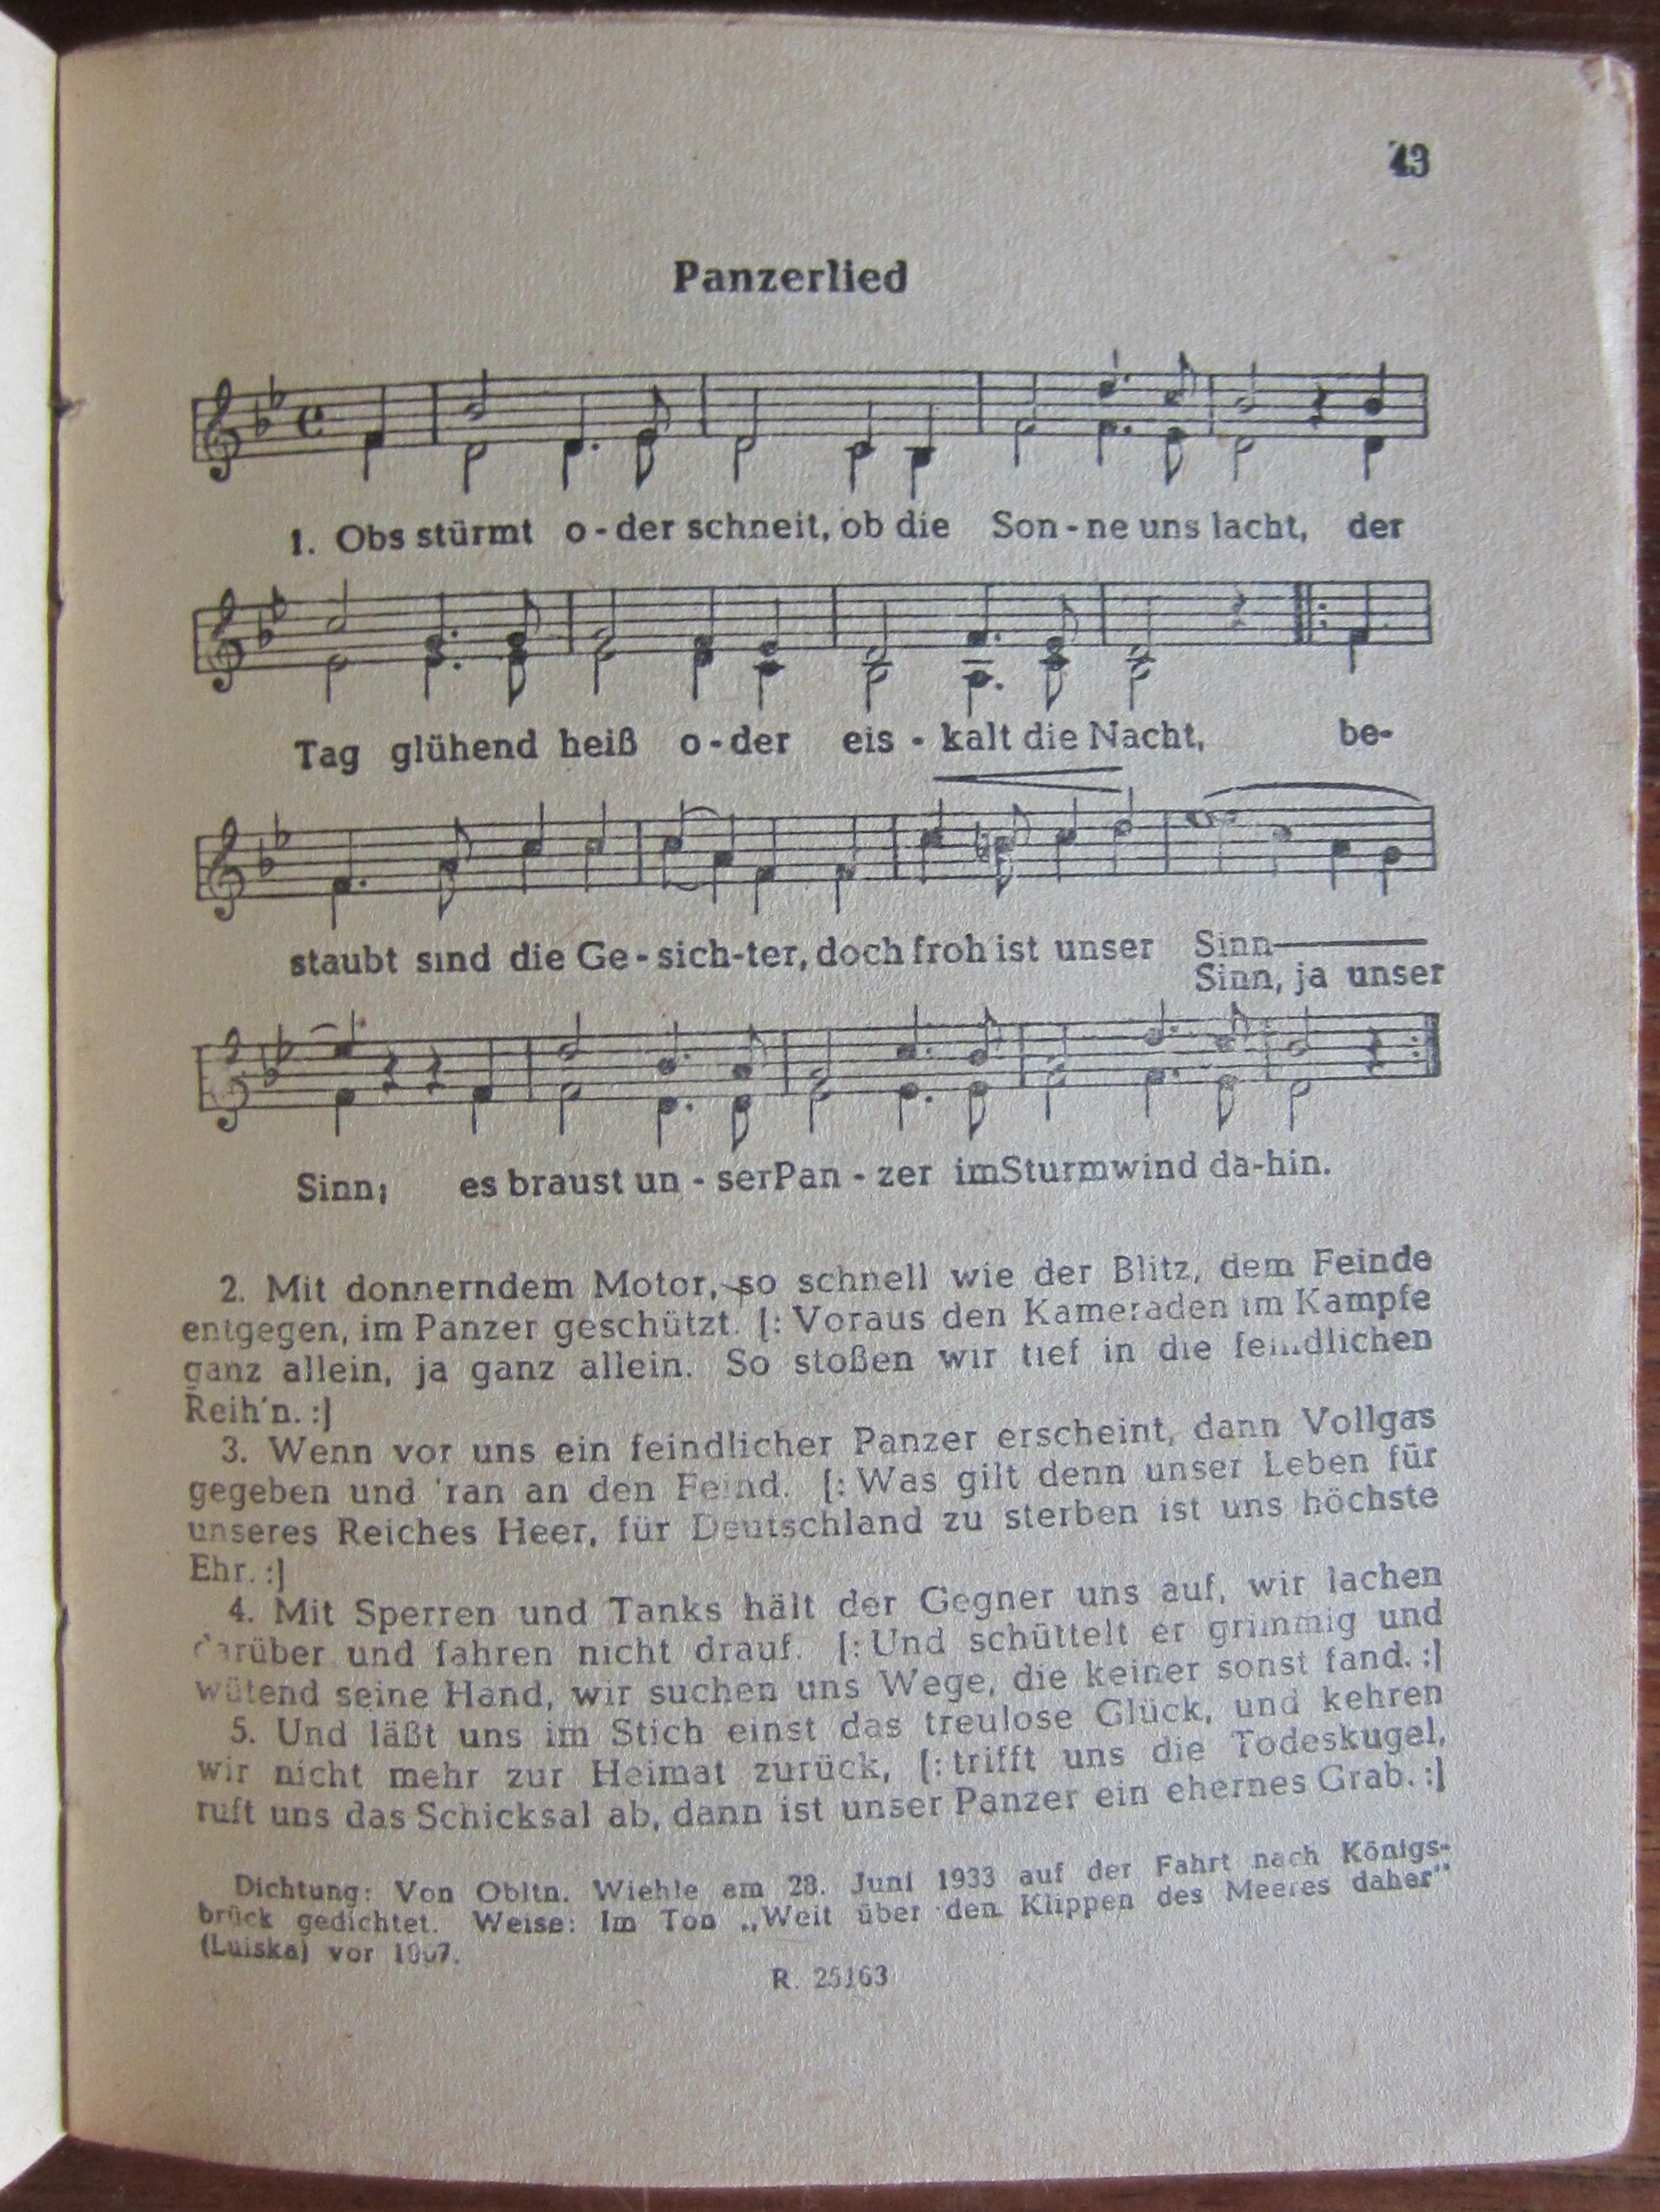 43
Panzerlied
1. Obs stürmt o-der schneit, ob die Son-ne uns lacht, der
Tag glühend heiß o-der eis-kalt die Nacht, be-
staubt sind die Ge-sich-ter, doch froh ist unser Sinn
Sinn, ja unser
Sinn; es braust un-serPan-zer imSturmwind da-hin.
2. Mit donnerndem Motor, so schnell wie der Blitz, dem Feinde
entgegen, im Panzer geschützt. [: Voraus den Kameraden im Kampfe
ganz allein, ja ganz allein. So stoßen wir tief in die feindlichen
Reih'n. :]
3. Wenn vor uns ein feindlicher Panzer erscheint, dann Vollgas
gegeben und 'ran an den Feind. [: Was gilt denn unser Leben für
unseres Reiches Heer, für Deutschland zu sterben ist uns höchste
Ehr. :]
4. Mit Sperren und Tanks hält der Gegner uns auf, wir lachen
darüber und fahren nicht drauf. [: Und schüttelt er grimmig und
wütend seine Hand, wir suchen uns Wege, die keiner sonst fand. :]
5. Und läßt uns im Stich einst das treulose Glück, und kehren
wir nicht mehr zur Heimat zurück, [: trifft uns die Todeskugel,
ruft uns das Schicksal ab, dann ist unser Panzer ein ehernes Grab. :]
Dichtung: Von Obltn. Wiehle am 28. Juni 1933 auf der Fahrt nach Königs-
brück gedichtet. Weise: Im Ton „Weit über den Klippen des Meeres daher"
(Luiska) vor
R. 25163